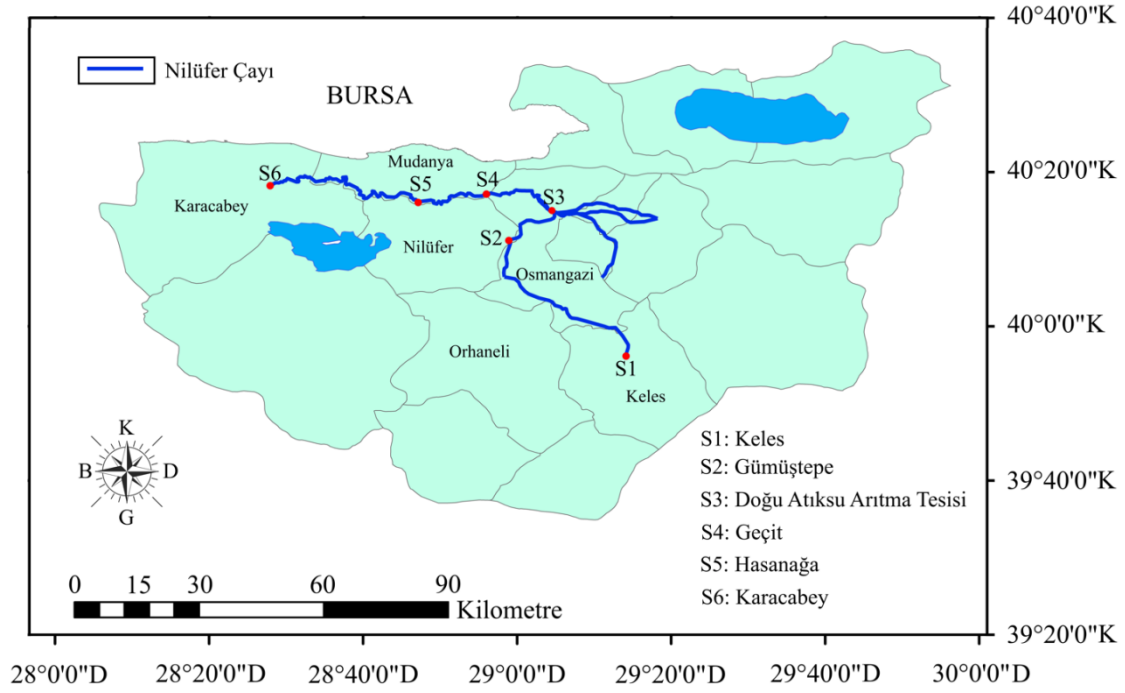 40°40'0"K
Nilüfer Çayı
BURSA
Mudanya
40°20'0"K
S6
S5
S4
S3
Karacabey
S2
Nilüfer
Osmangazi
40°0'0"K
Orhaneli
S1
Keles
K
B D
G
S1: Keles
S2: Gümüştepe
S3: Doğu Atıksu Arıtma Tesisi
S4: Geçit
S5: Hasanağa
S6: Karacabey
39°40'0"K
0 15 30 60 90
Kilometre
39°20'0"K
28°0'0"D 28°20'0"D 28°40'0"D 29°0'0"D 29°20'0"D 29°40'0"D 30°0'0"D